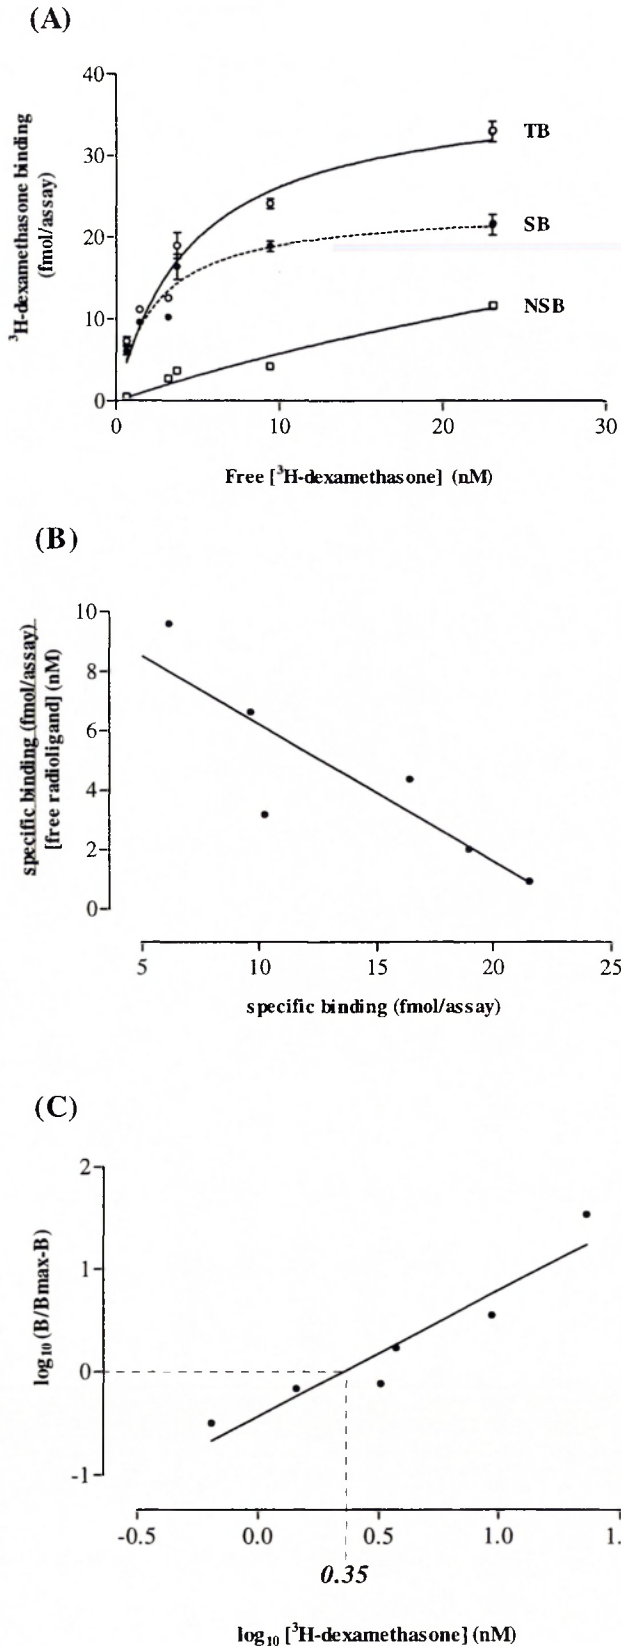 (A)
40
30
20
10
0
³H-dexamethasone binding
(fmol/assay)
TB
SB
NSB
0 10 20 30
Free [³H-dexamethasone] (nM)
(B)
10
8
6
4
2
0
specific binding (fmol/assay)
[free radioligand] (nM)
5 10 15 20 25
specific binding (fmol/assay)
(C)
2
1
0
-1
log₁₀ (B/Bmax-B)
-0.5 0.0 0.5 1.0 1.
0.35
log₁₀ [³H-dexamethasone] (nM)